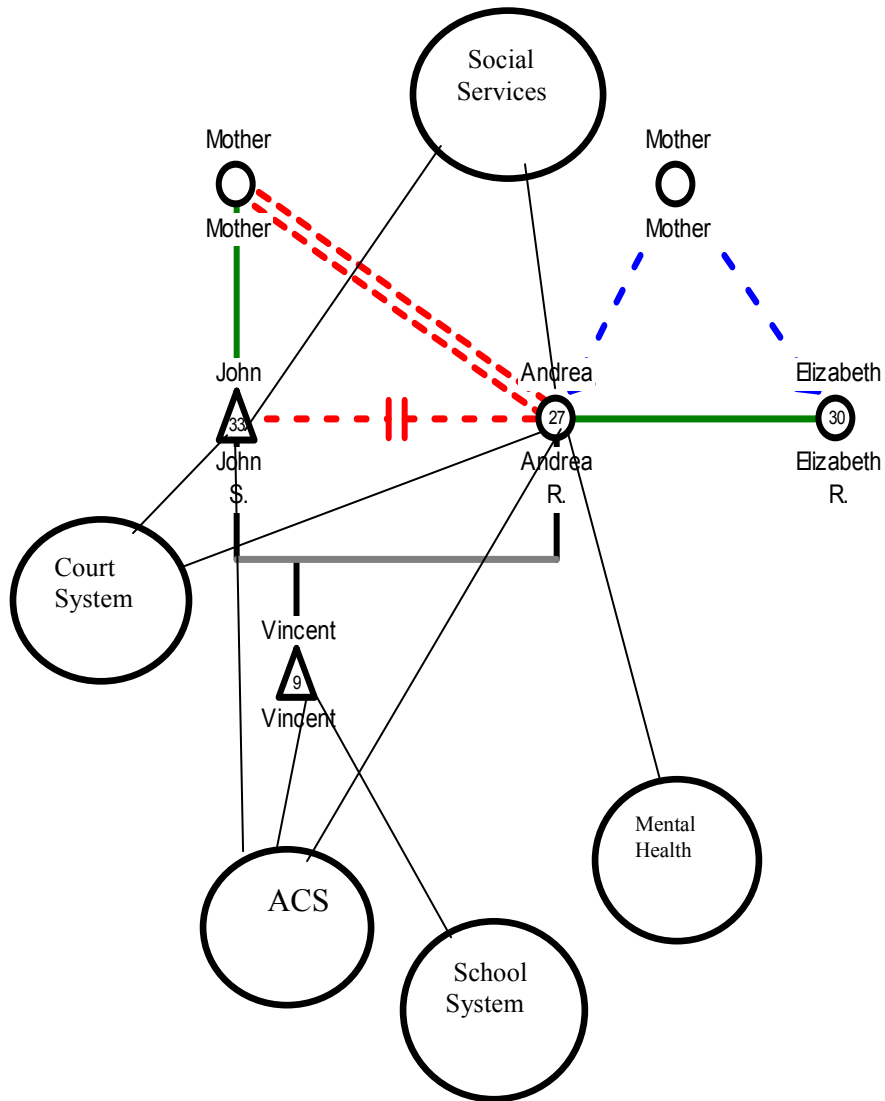 Social
Services
Mother
Mother
Mother
Mother
John
Andrea
Elizabeth
33
27
30
John
S.
Andrea
R.
Elizabeth
R.
Court
System
Vincent
9
Vincent
Mental
Health
ACS
School
System